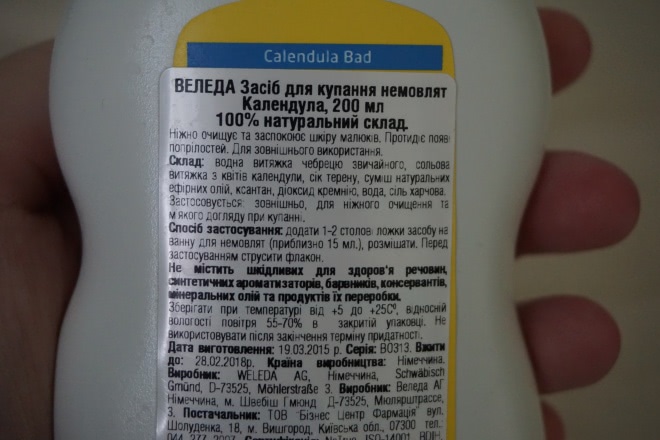 Calendula Bad
ВЕЛЕДА Засіб для купання немовлят
Календула, 200 мл
100% натуральний склад.
Ніжно очищує та заспокоює шкіру малюків. Протидіє появі
попрілостей. Для зовнішнього використання.
Склад: водна витяжка чебрецю звичайного, сольова
витяжка з квітів календули, сік терену, суміш натуральних
ефірних олій, ксантан, діоксид кремнію, вода, сіль харчова.
Застосовується: зовнішньо, для ніжного очищення та
м'якого догляду при купанні.
Спосіб застосування: додати 1-2 столові ложки засобу на
ванну для немовлят (приблизно 15 мл.), розмішати. Перед
застосуванням струсити флакон.
Не містить шкідливих для здоров'я речовин,
синтетичних ароматизаторів, барвників, консервантів,
мінеральних олій та продуктів їх переробки.
Зберігати при температурі від +5 до +25С⁰, відносній
вологості повітря 55-70% в закритій упаковці. Не
використовувати після закінчення терміну придатності.
Дата виготовлення: 19.03.2015 р. Серія: B0313. Вжити
до: 28.02.2018р. Країна виробництва: Німеччина.
Виробник: WELEDA AG, Німеччина, Schwäbisch
Gmünd, D-73525, Möhlerstraße 3. Виробник: Веледа АГ
Німеччина, м. Швебіш Гмюнд, D-73525, Мюлярштрассе,
3. Постачальник: ТОВ "Бізнес Центр Фармація" вул.
Шолуденка, 18, м. Вишгород, Київська обл., 07300 тел.: